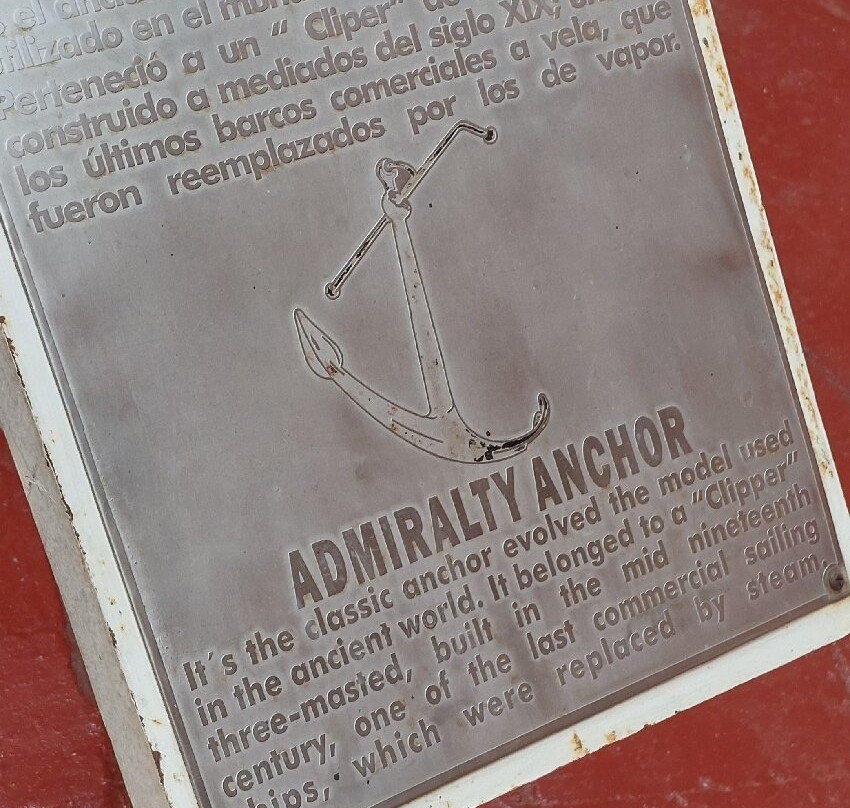 el
utilizado en el
Perteneció a un " Cliper"
construido a mediados del siglo XIX,
los últimos barcos comerciales a vela, que
fueron reemplazados por los de vapor.
ADMIRALTY ANCHOR
It´s the classic anchor evolved the model used
in the ancient world. It belonged to a "Clipper"
three-masted, built in the mid nineteenth
century, one of the last commercial sailing
hips, which were replaced by steam.